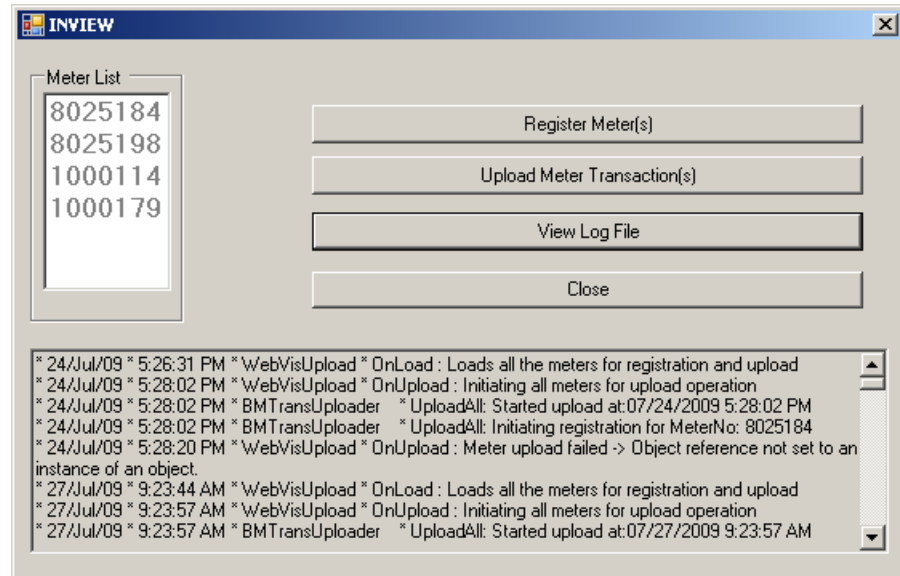 INVIEW
Meter List
8025184
8025198
1000114
1000179
Register Meter(s)
Upload Meter Transaction(s)
View Log File
Close
* 24/Jul/09 * 5:26:31 PM * WebVisUpload * OnLoad : Loads all the meters for registration and upload
* 24/Jul/09 * 5:28:02 PM * WebVisUpload * OnUpload : Initiating all meters for upload operation
* 24/Jul/09 * 5:28:02 PM * BMTransUploader * UploadAll: Started upload at:07/24/2009 5:28:02 PM
* 24/Jul/09 * 5:28:02 PM * BMTransUploader * UploadAll: Initiating registration for MeterNo: 8025184
* 24/Jul/09 * 5:28:20 PM * WebVisUpload * OnUpload : Meter upload failed -> Object reference not set to an
instance of an object.
* 27/Jul/09 * 9:23:44 AM * WebVisUpload * OnLoad : Loads all the meters for registration and upload
* 27/Jul/09 * 9:23:57 AM * WebVisUpload * OnUpload : Initiating all meters for upload operation
* 27/Jul/09 * 9:23:57 AM * BMTransUploader * UploadAll: Started upload at:07/27/2009 9:23:57 AM